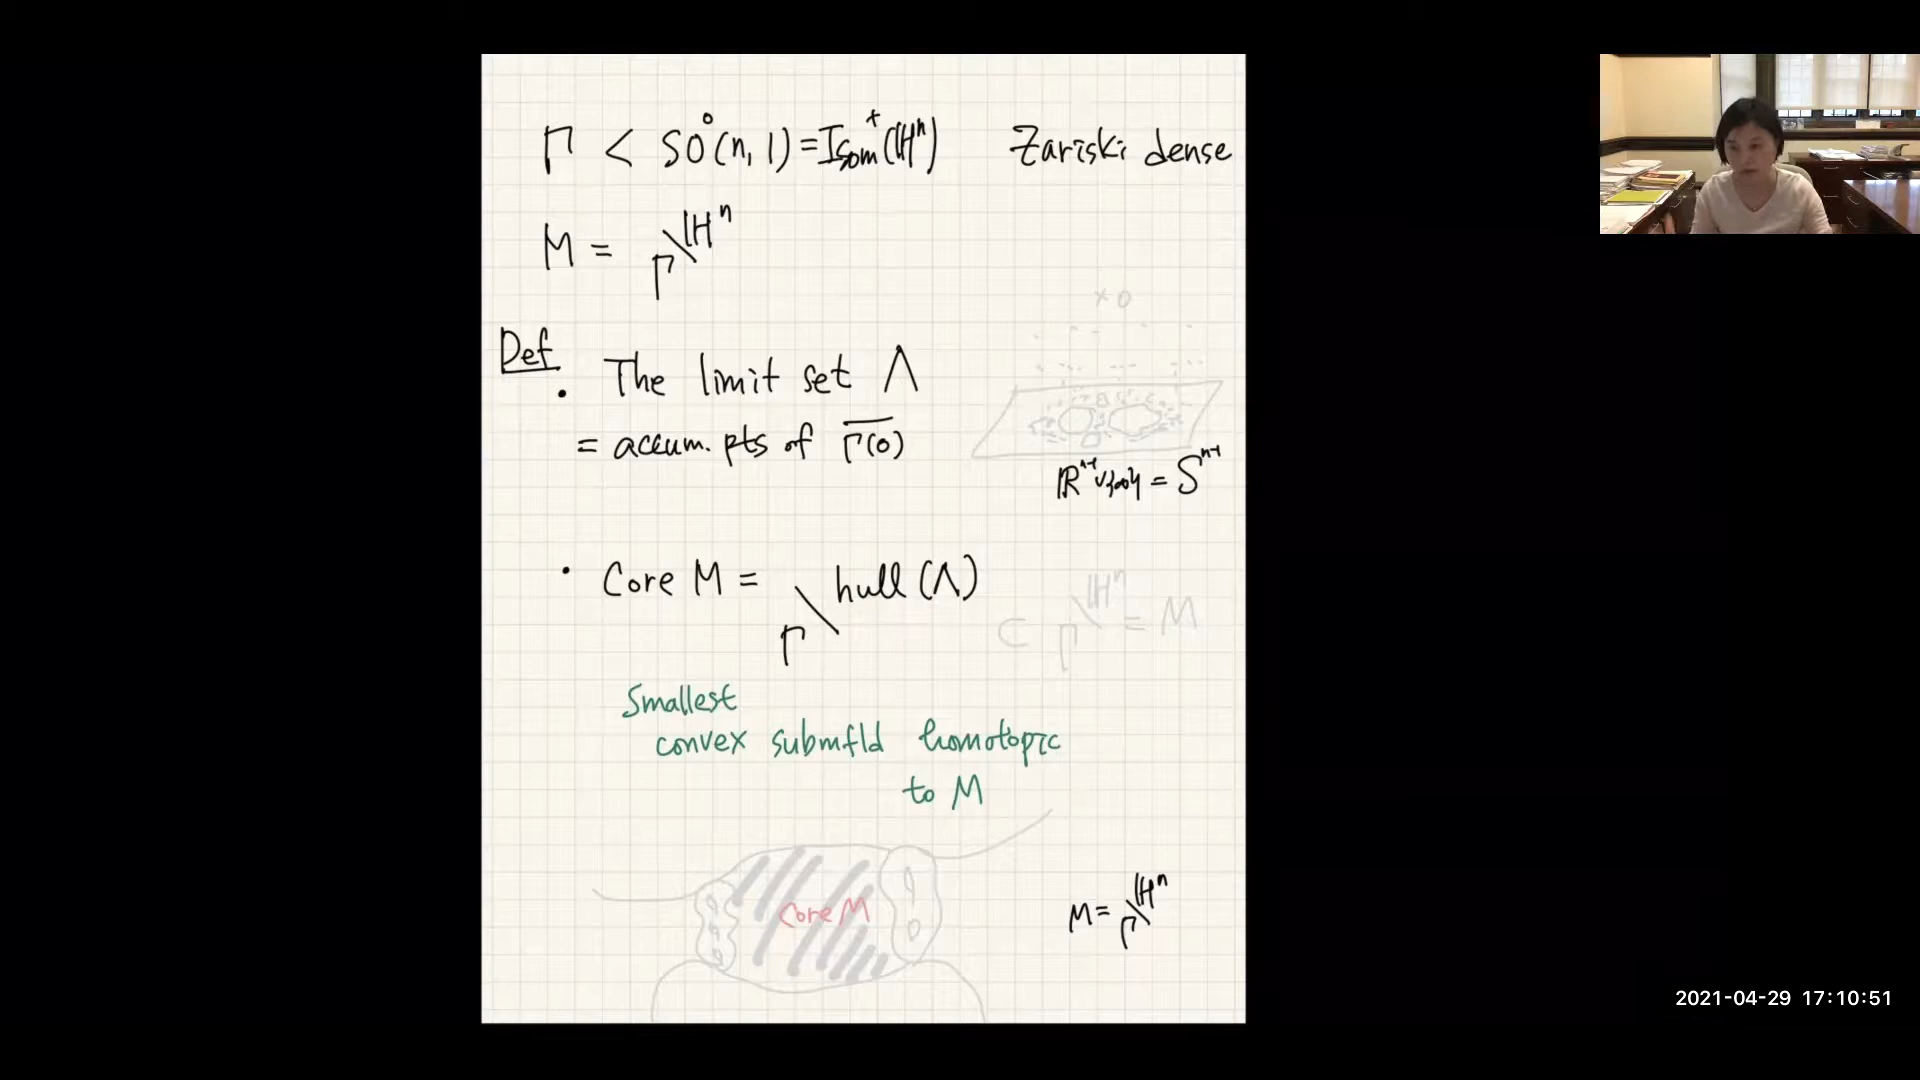 Γ < SO°(n, 1) = Isom⁺(ℍⁿ) Zariski dense
M = Γ\ℍⁿ
Def.
• The limit set Λ
= accum. pts of \overline{Γ(o)}
× o
ℝⁿ⁻¹ ∪ {∞} = Sⁿ⁻¹
• Core M = Γ\hull(Λ) ⊂ Γ\ℍⁿ = M
Smallest
convex submfld homotopic
to M
Core M
M = Γ\ℍⁿ
2021-04-29 17:10:51